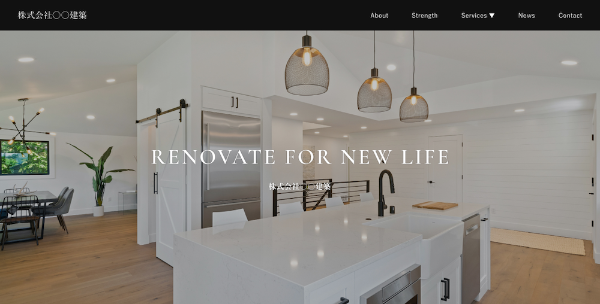 株式会社〇〇建築
About Strength Services ▼ News Contact
RENOVATE FOR NEW LIFE
株式会社〇〇建築